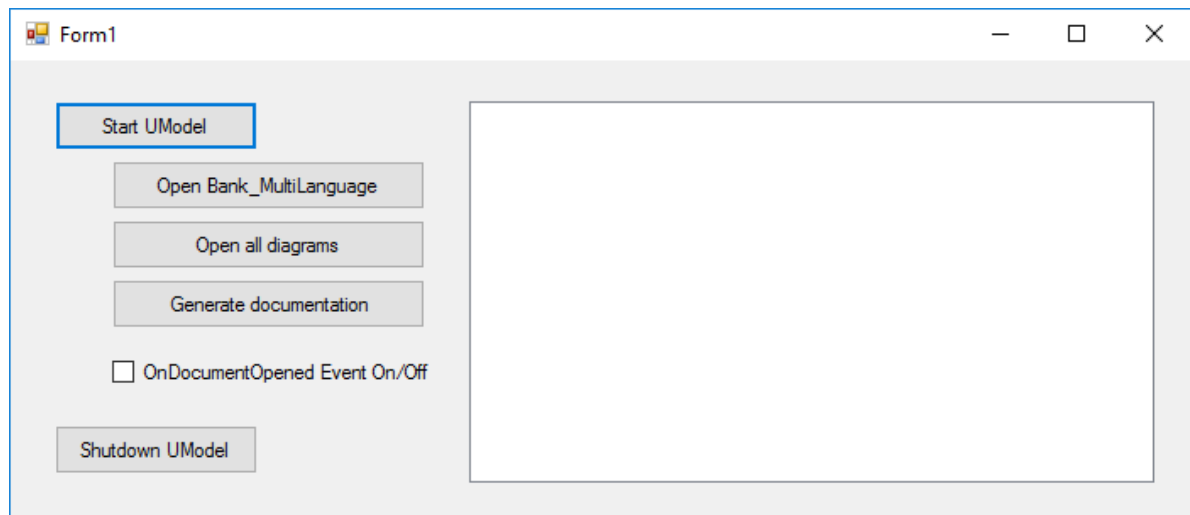 Form1
Start UModel
Open Bank_MultiLanguage
Open all diagrams
Generate documentation
OnDocumentOpened Event On/Off
Shutdown UModel